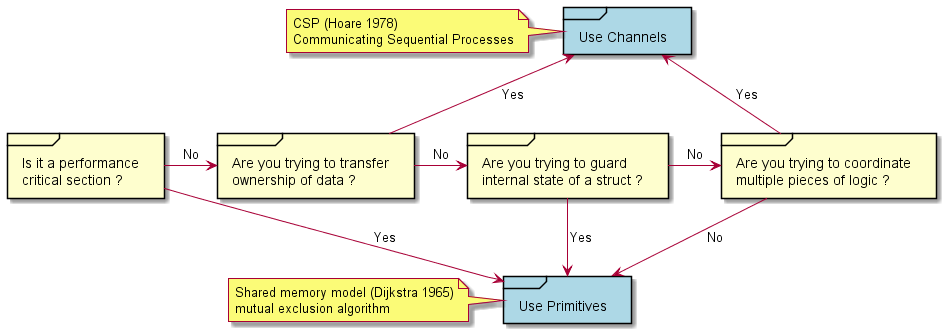 CSP (Hoare 1978)
Communicating Sequential Processes
Use Channels
Yes
Yes
Is it a performance
critical section ?
No
Are you trying to transfer
ownership of data ?
No
Are you trying to guard
internal state of a struct ?
No
Are you trying to coordinate
multiple pieces of logic ?
Yes
Yes
No
Shared memory model (Dijkstra 1965)
mutual exclusion algorithm
Use Primitives